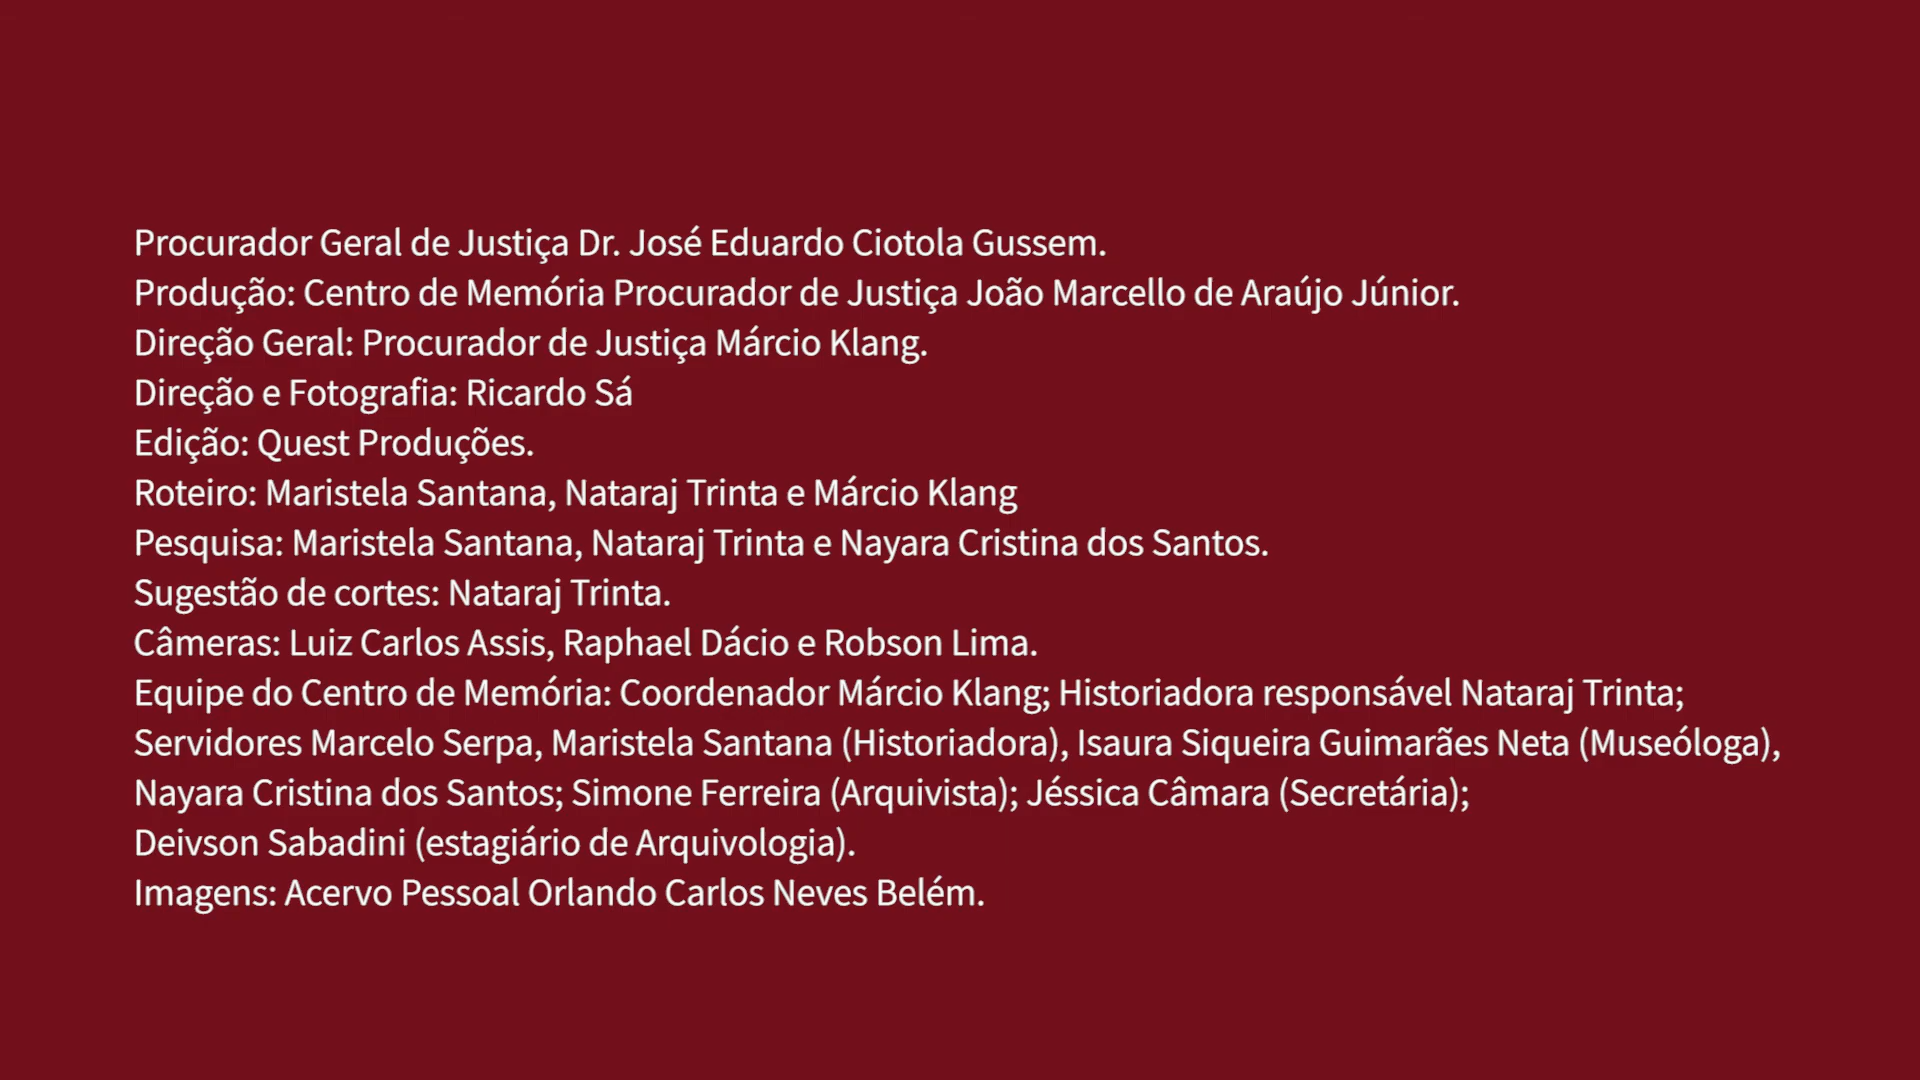 Procurador Geral de Justiça Dr. José Eduardo Ciotola Gussem.
Produção: Centro de Memória Procurador de Justiça João Marcello de Araújo Júnior.
Direção Geral: Procurador de Justiça Márcio Klang.
Direção e Fotografia: Ricardo Sá
Edição: Quest Produções.
Roteiro: Maristela Santana, Nataraj Trinta e Márcio Klang
Pesquisa: Maristela Santana, Nataraj Trinta e Nayara Cristina dos Santos.
Sugestão de cortes: Nataraj Trinta.
Câmeras: Luiz Carlos Assis, Raphael Dácio e Robson Lima.
Equipe do Centro de Memória: Coordenador Márcio Klang; Historiadora responsável Nataraj Trinta;
Servidores Marcelo Serpa, Maristela Santana (Historiadora), Isaura Siqueira Guimarães Neta (Museóloga),
Nayara Cristina dos Santos; Simone Ferreira (Arquivista); Jéssica Câmara (Secretária);
Deivson Sabadini (estagiário de Arquivologia).
Imagens: Acervo Pessoal Orlando Carlos Neves Belém.